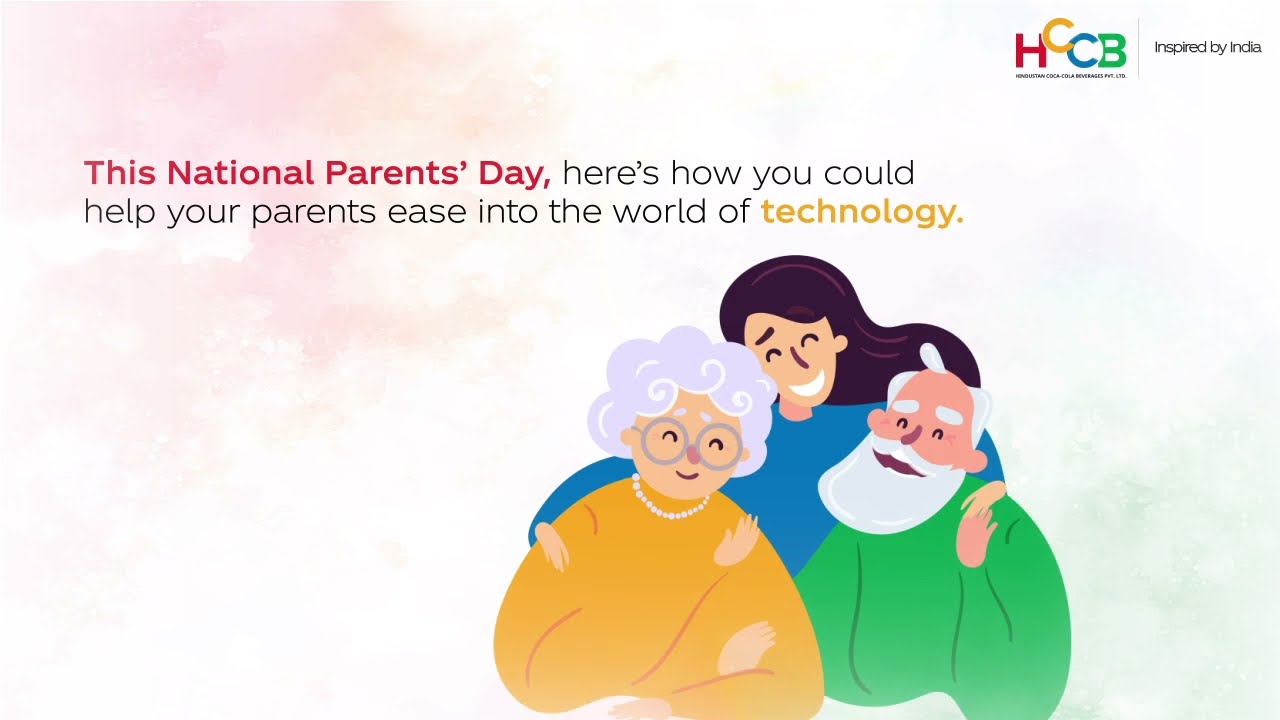 HCCB
HINDUSTAN COCA-COLA BEVERAGES PVT. LTD.
Inspired by India
This National Parents’ Day, here’s how you could
help your parents ease into the world of technology.